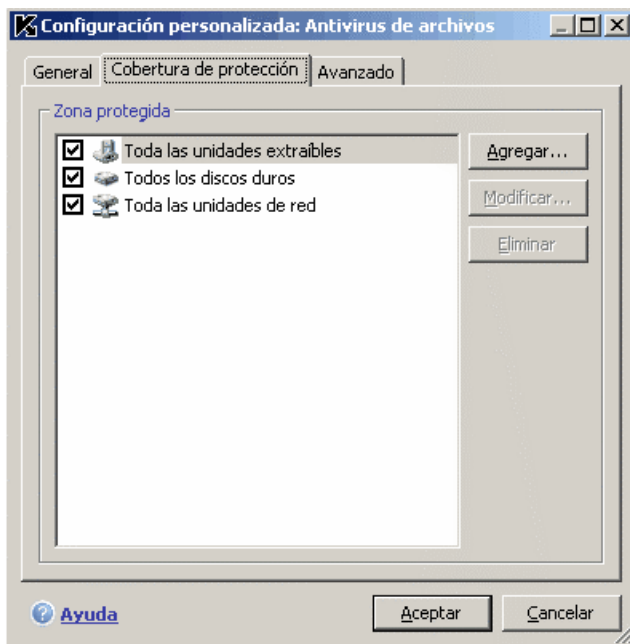 Configuración personalizada: Antivirus de archivos
General Cobertura de protección Avanzado
Zona protegida
Toda las unidades extraíbles
Todos los discos duros
Toda las unidades de red
Agregar...
Modificar...
Eliminar
Ayuda
Aceptar
Cancelar